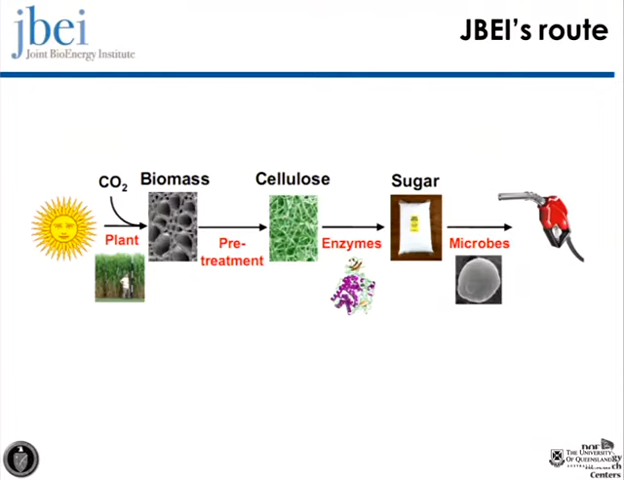 jbei
Joint BioEnergy Institute
JBEI's route
CO2
Biomass
Cellulose
Sugar
Plant
Pre-
treatment
Enzymes
Microbes
THE UNIVERSITY
OF QUEENSLAND
Centers